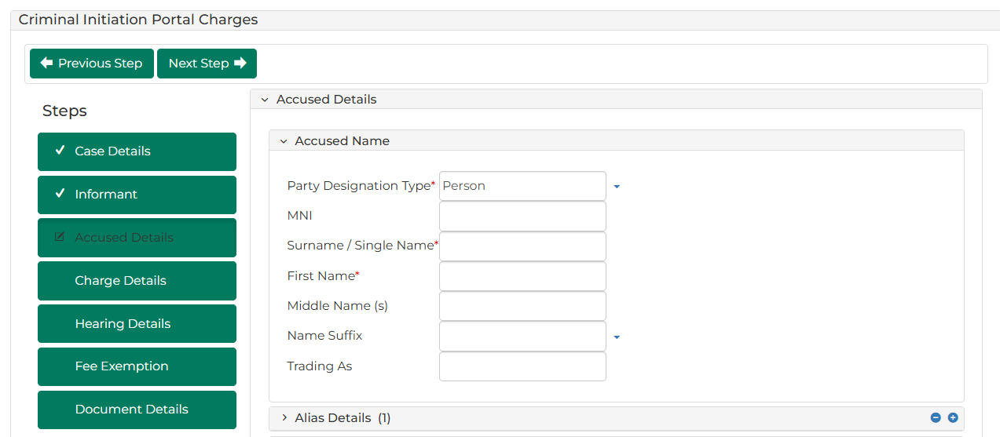 Criminal Initiation Portal Charges
Previous Step Next Step
Steps
Case Details
Informant
Accused Details
Charge Details
Hearing Details
Fee Exemption
Document Details
Accused Details
Accused Name
Party Designation Type* Person
MNI
Surname / Single Name*
First Name*
Middle Name (s)
Name Suffix
Trading As
Alias Details (1)